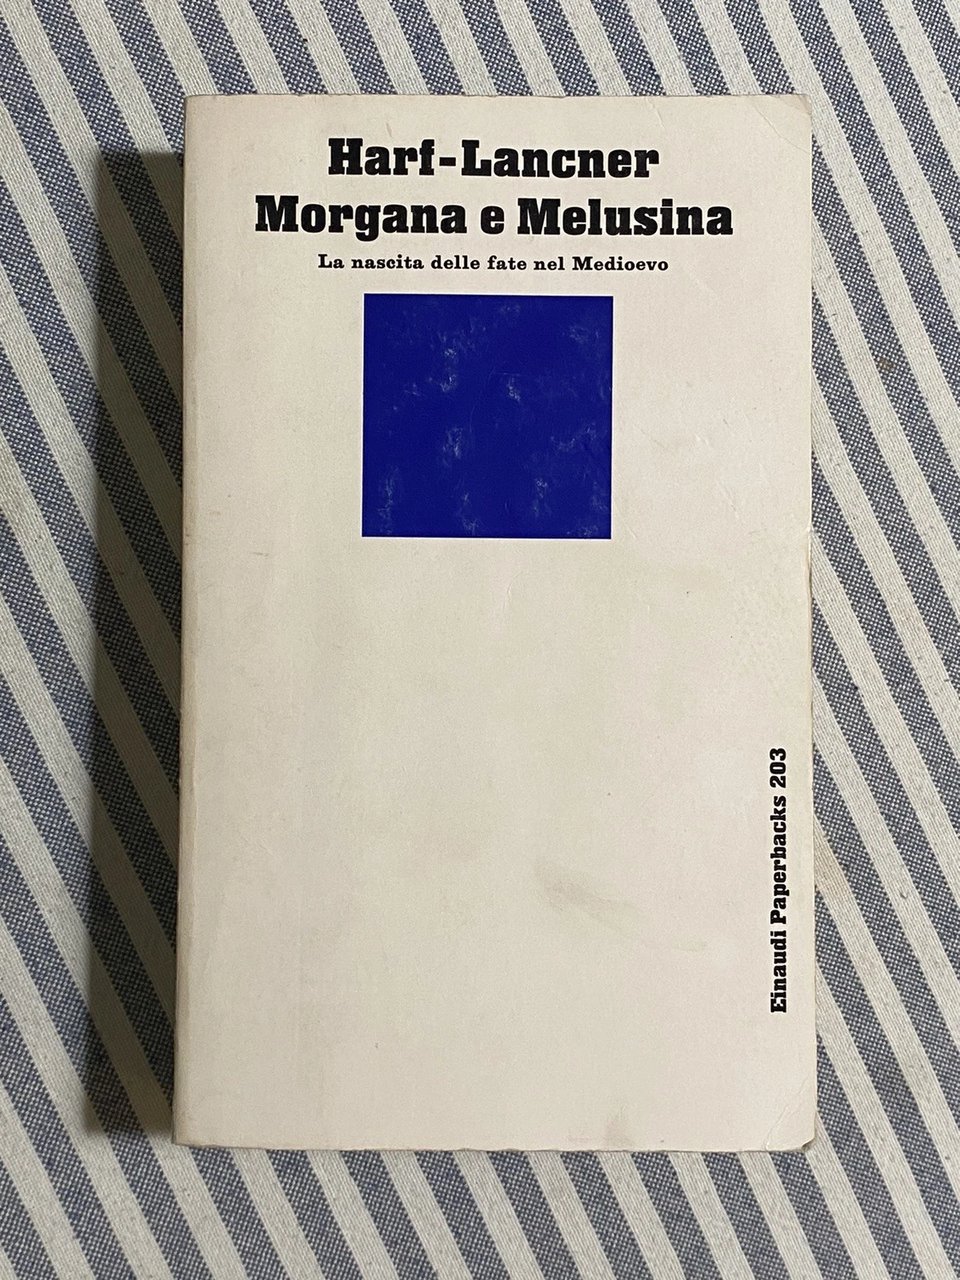 Harf-Lancner
Morgana e Melusina
La nascita delle fate nel Medioevo
Einaudi Paperbacks 203